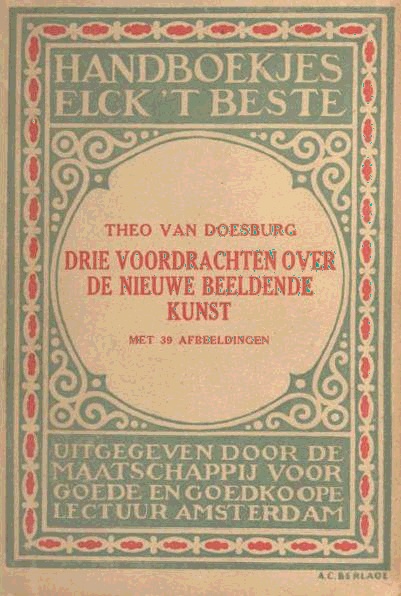 HANDBOEKJES
ELCK 'T BESTE
THEO VAN DOESBURG
DRIE VOORDRACHTEN OVER
DE NIEUWE BEELDENDE
KUNST
MET 39 AFBEELDINGEN
UITGEGEVEN DOOR DE
MAATSCHAPPIJ VOOR
GOEDE EN GOEDKOOPE
LECTUUR AMSTERDAM
A.C. BERLAGE